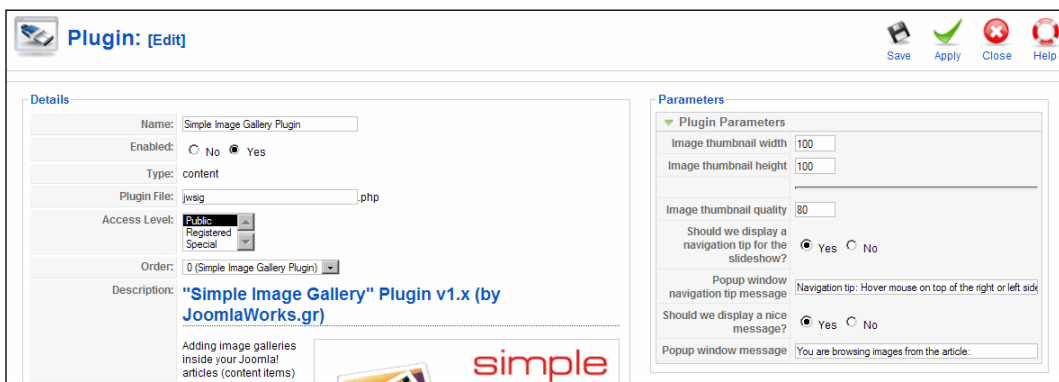 Plugin: [Edit]
Save Apply Close Help
Details
Name: Simple Image Gallery Plugin
Enabled: No Yes
Type: content
Plugin File: jwsig .php
Access Level: Public
Registered
Special
Order: 0 (Simple Image Gallery Plugin)
Description: "Simple Image Gallery" Plugin v1.x (by
JoomlaWorks.gr)
Adding image galleries
inside your Joomla!
articles (content items)
simple
Parameters
Plugin Parameters
Image thumbnail width 100
Image thumbnail height 100
Image thumbnail quality 80
Should we display a
navigation tip for the
slideshow?
Yes No
Popup window
navigation tip message
Navigation tip: Hover mouse on top of the right or left side
Should we display a nice
message?
Yes No
Popup window message You are browsing images from the article: